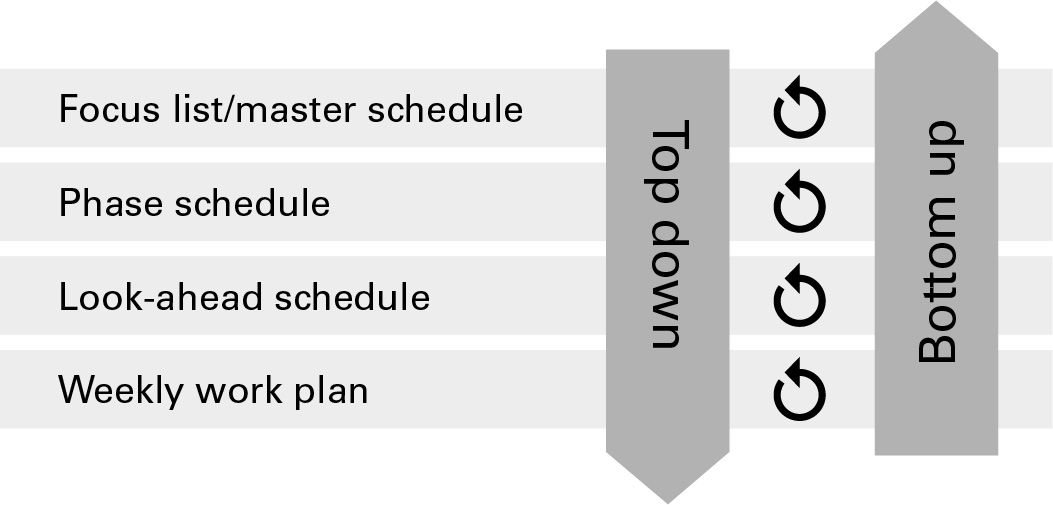 Focus list/master schedule
Phase schedule
Look-ahead schedule
Weekly work plan
Top down
Bottom up